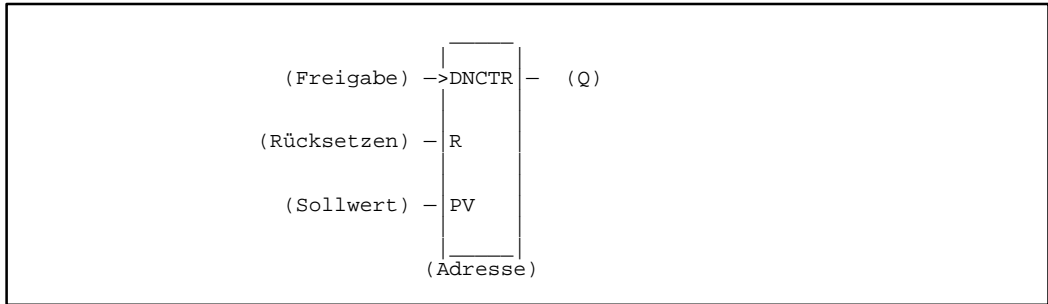 (Freigabe) —>DNCTR — (Q)
(Rücksetzen) — R
(Sollwert) — PV
(Adresse)